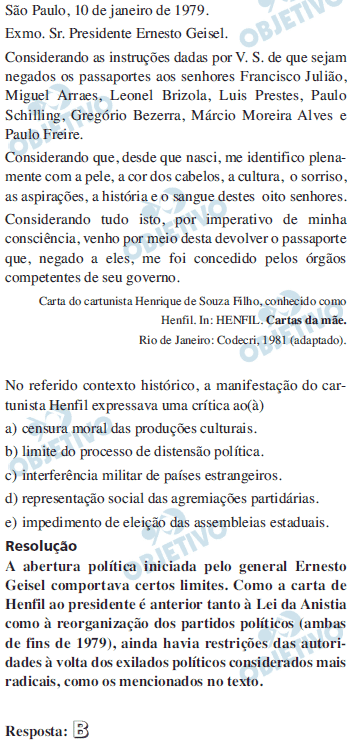 São Paulo, 10 de janeiro de 1979.
Exmo. Sr. Presidente Ernesto Geisel.
Considerando as instruções dadas por V. S. de que sejam
negados os passaportes aos senhores Francisco Julião,
Miguel Arraes, Leonel Brizola, Luis Prestes, Paulo
Schilling, Gregório Bezerra, Márcio Moreira Alves e
Paulo Freire.
Considerando que, desde que nasci, me identifico plena-
mente com a pele, a cor dos cabelos, a cultura, o sorriso,
as aspirações, a história e o sangue destes oito senhores.
Considerando tudo isto, por imperativo de minha
consciência, venho por meio desta devolver o passaporte
que, negado a eles, me foi concedido pelos órgãos
competentes de seu governo.
Carta do cartunista Henrique de Souza Filho, conhecido como
Henfil. In: HENFIL. Cartas da mãe.
Rio de Janeiro: Codecri, 1981 (adaptado).
No referido contexto histórico, a manifestação do car-
tunista Henfil expressava uma crítica ao(à)
a) censura moral das produções culturais.
b) limite do processo de distensão política.
c) interferência militar de países estrangeiros.
d) representação social das agremiações partidárias.
e) impedimento de eleição das assembleias estaduais.
Resolução
A abertura política iniciada pelo general Ernesto
Geisel comportava certos limites. Como a carta de
Henfil ao presidente é anterior tanto à Lei da Anistia
como à reorganização dos partidos políticos (ambas
de fins de 1979), ainda havia restrições das autori-
dades à volta dos exilados políticos considerados mais
radicais, como os mencionados no texto.
Resposta: B